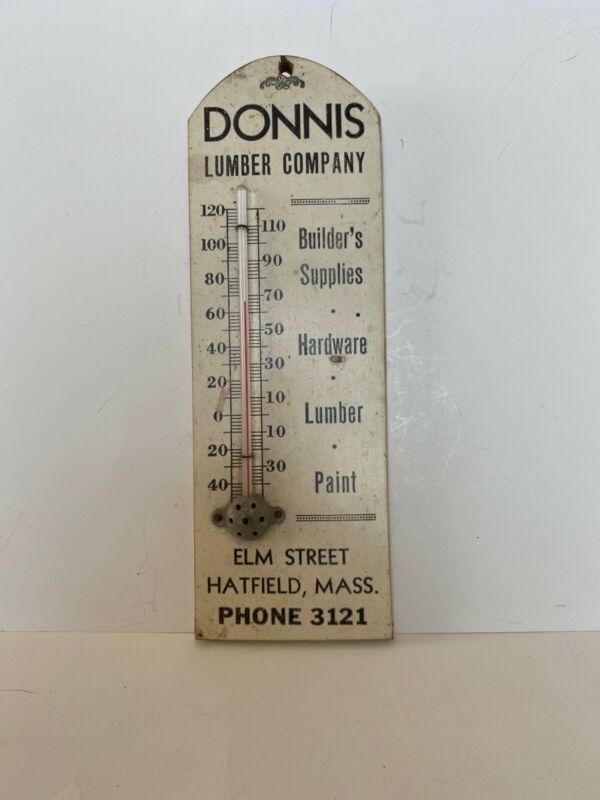 DONNIS
LUMBER COMPANY
120
110
100
90
80
70
60
50
40
30
20
10
0
10
20
30
40
Builder's
Supplies
Hardware
Lumber
Paint
ELM STREET
HATFIELD, MASS.
PHONE 3121